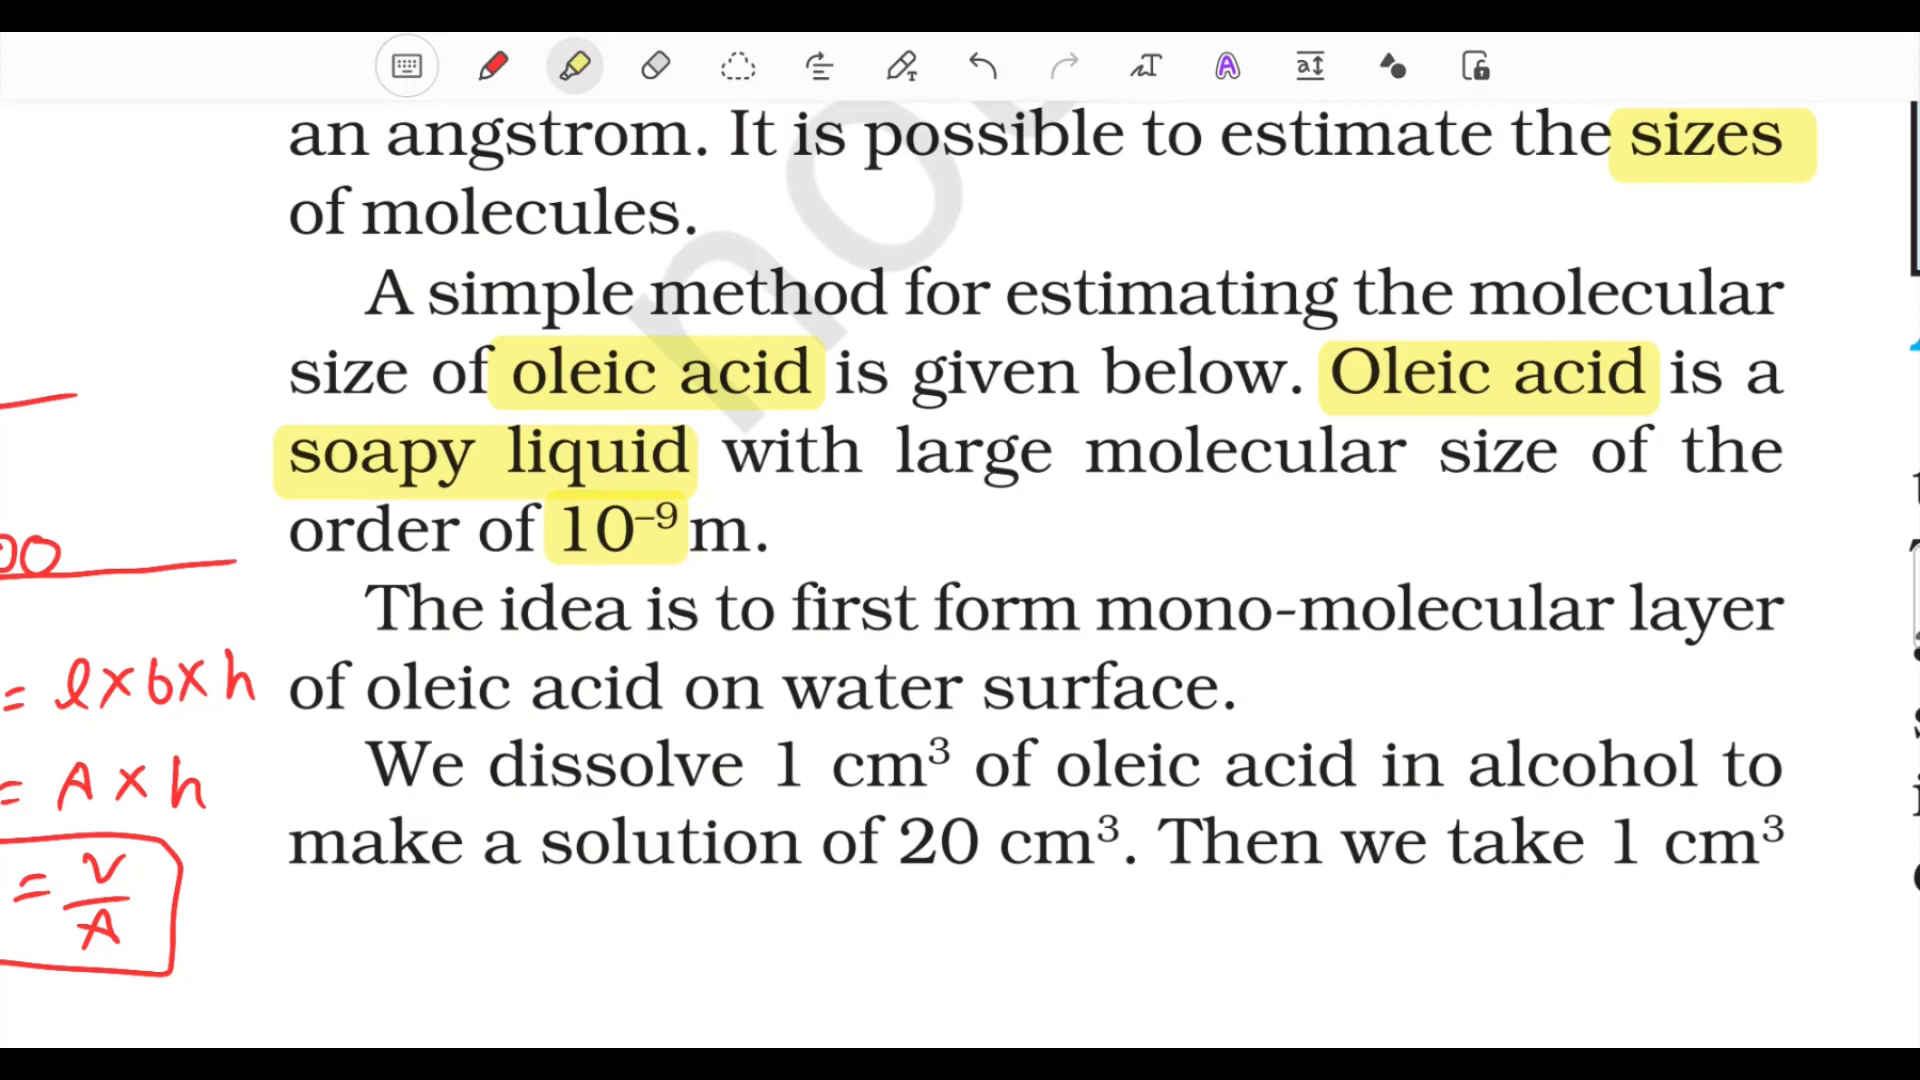 an angstrom. It is possible to estimate the sizes
of molecules.
A simple method for estimating the molecular
size of oleic acid is given below. Oleic acid is a
soapy liquid with large molecular size of the
order of 10⁻⁹ m.
The idea is to first form mono-molecular layer
of oleic acid on water surface.
We dissolve 1 cm³ of oleic acid in alcohol to
make a solution of 20 cm³. Then we take 1 cm³
00
= l×b×h
= A×h
= V/A